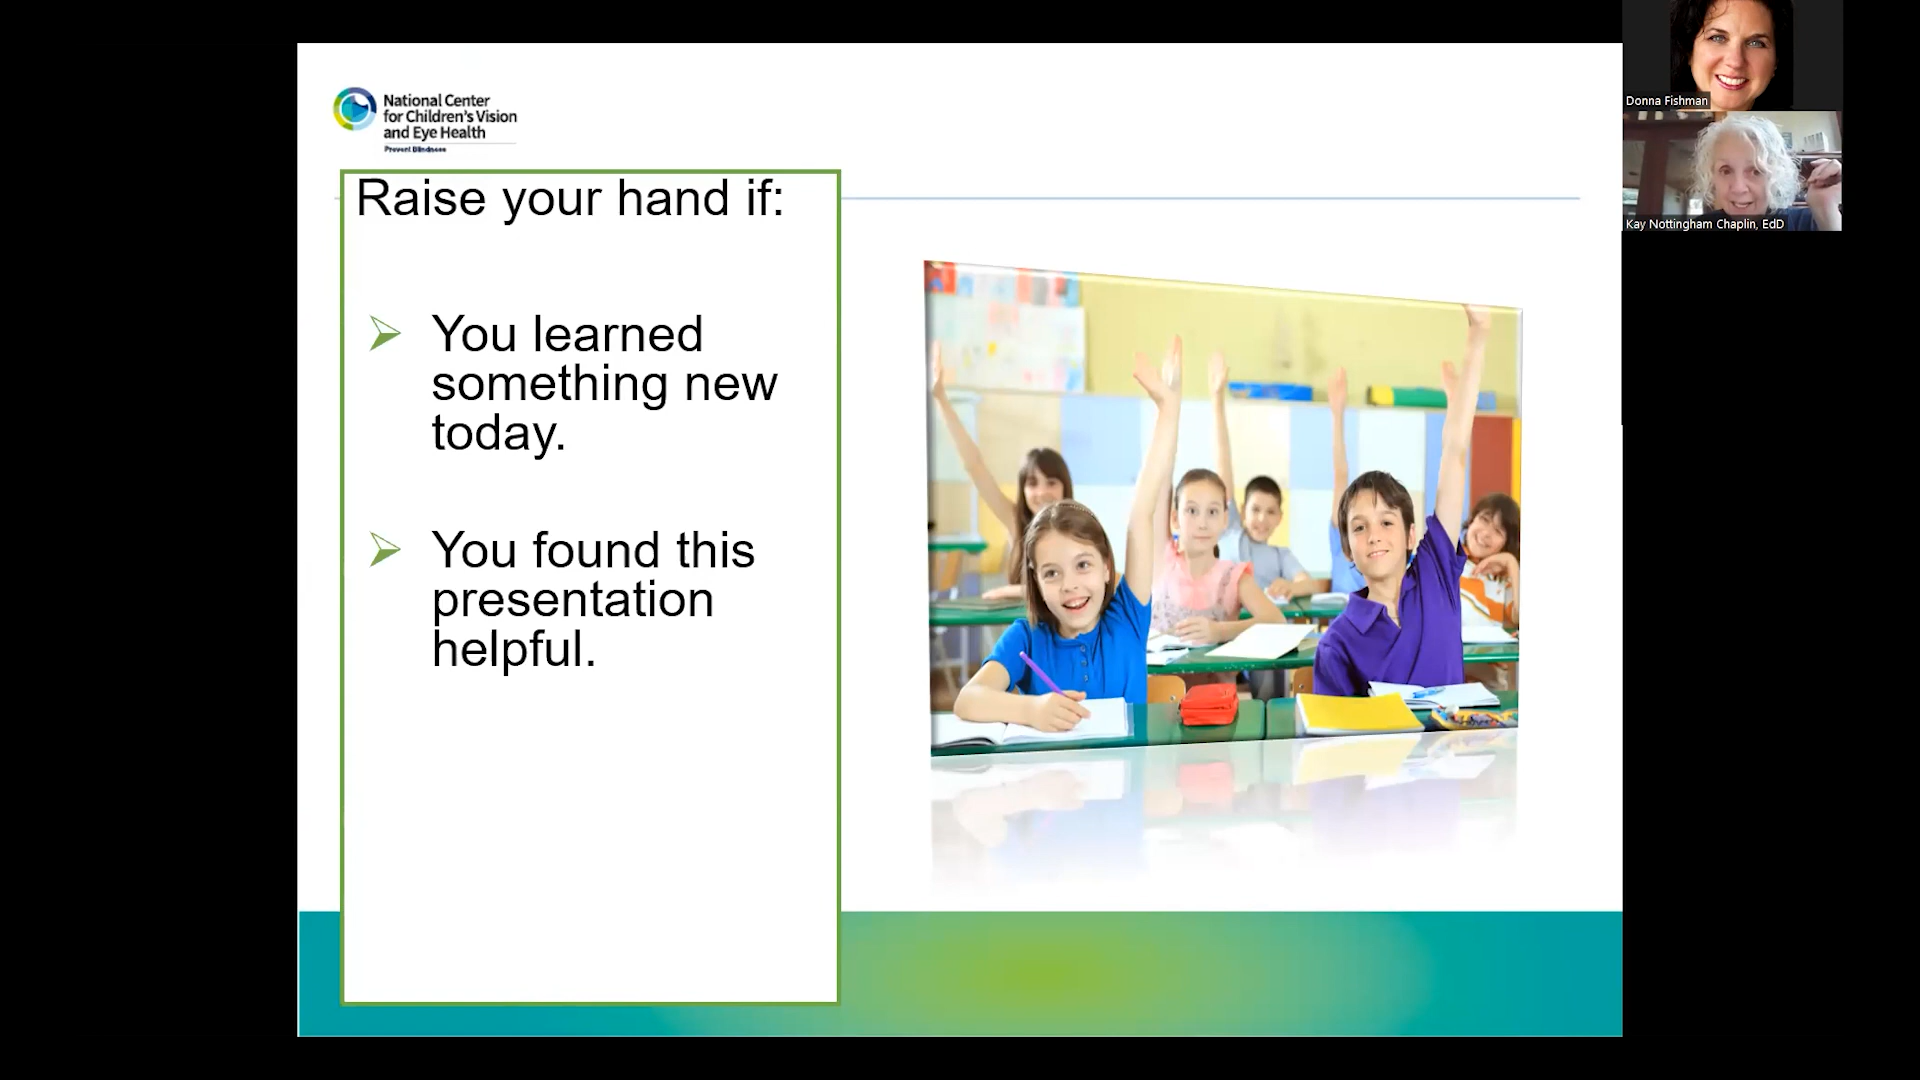 National Center
for Children's Vision
and Eye Health
Prevent Blindness
Raise your hand if:
You learned
something new
today.
You found this
presentation
helpful.
Donna Fishman
Kay Nottingham Chaplin, EdD